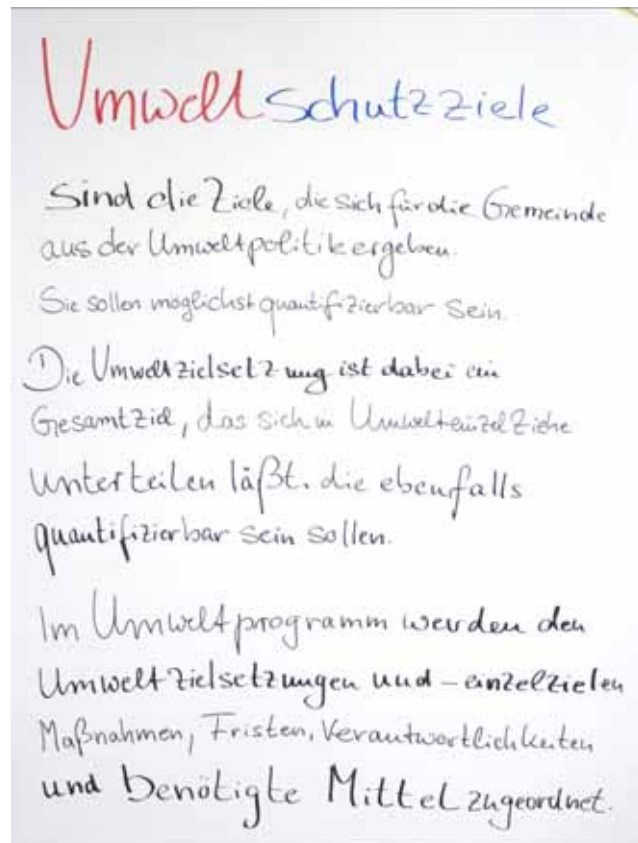 Umweltschutzziele
Sind die Ziele, die sich für die Gemeinde
aus der Umweltpolitik ergeben.
Sie sollen möglichst quantifizierbar sein.
Die Umweltzielsetzung ist dabei ein
Gesamtziel, das sich in Umwelteinzelziele
unterteilen läßt, die ebenfalls
quantifizierbar sein sollen.
Im Umweltprogramm werden den
Umweltzielsetzungen und -einzelzielen
Maßnahmen, Fristen, Verantwortlichkeiten
und benötigte Mittel zugeordnet.